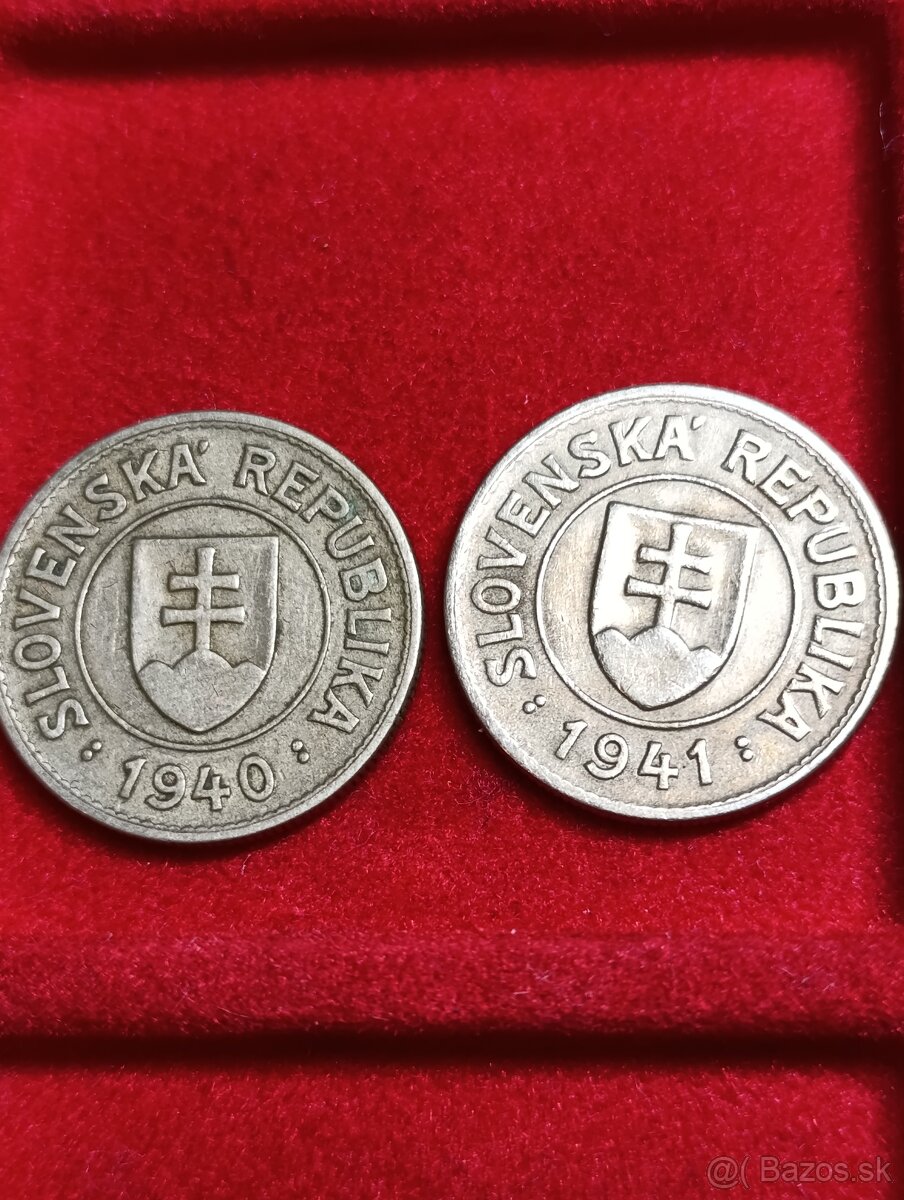 SLOVENSKÁ REPUBLIKA
: 1940 :
SLOVENSKÁ REPUBLIKA
: 1941 :
@( Bazos.sk